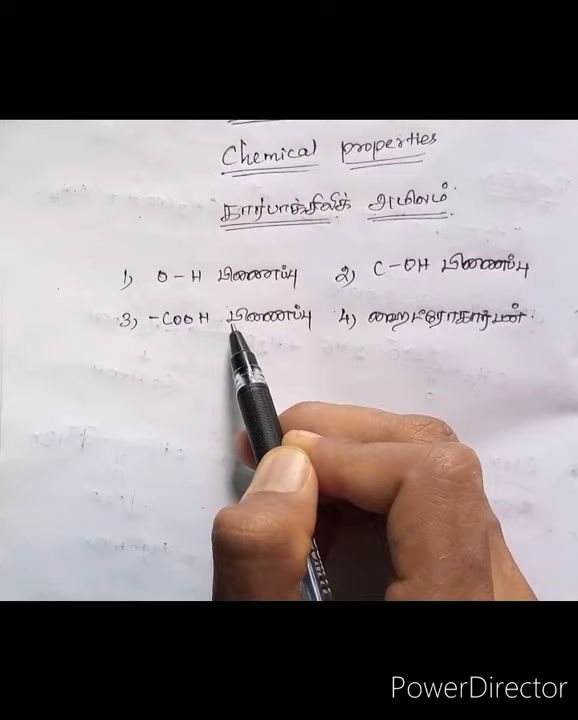 Chemical properties
கார்பாக்சிலிக் அமிலம்.
1) O-H பிணைப்பு 2) C-OH பிணைப்பு
3) -COOH பிணைப்பு 4) ஹைட்ரோகார்பன்.
PowerDirector